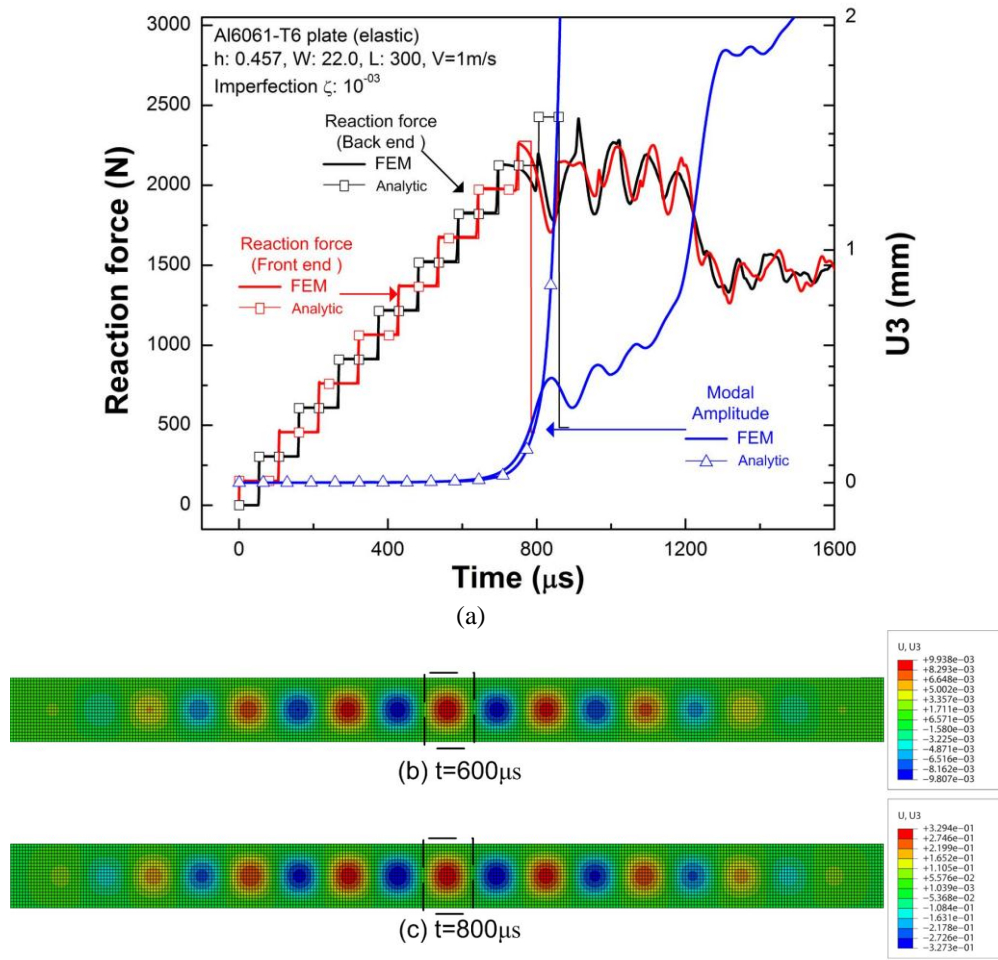 (a)
Al6061-T6 plate (elastic)
h: 0.457, W: 22.0, L: 300, V=1m/s
Imperfection ζ: 10⁻⁰³
Reaction force
(Back end )
FEM
Analytic
Reaction force
(Front end )
FEM
Analytic
Modal
Amplitude
FEM
Analytic
Reaction force (N)
3000
2500
2000
1500
1000
500
0
U3 (mm)
2
1
0
0
400
800
1200
1600
Time (μs)
(a)
U, U3
+9.938e−03
+8.293e−03
+6.648e−03
+5.002e−03
+3.357e−03
+1.711e−03
+6.571e−05
−1.580e−03
−3.225e−03
−4.871e−03
−6.516e−03
−8.162e−03
−9.807e−03
(b) t=600μs
U, U3
+3.294e−01
+2.746e−01
+2.199e−01
+1.652e−01
+1.105e−01
+5.576e−02
+1.039e−03
−5.368e−02
−1.084e−01
−1.631e−01
−2.178e−01
−2.726e−01
−3.273e−01
(c) t=800μs